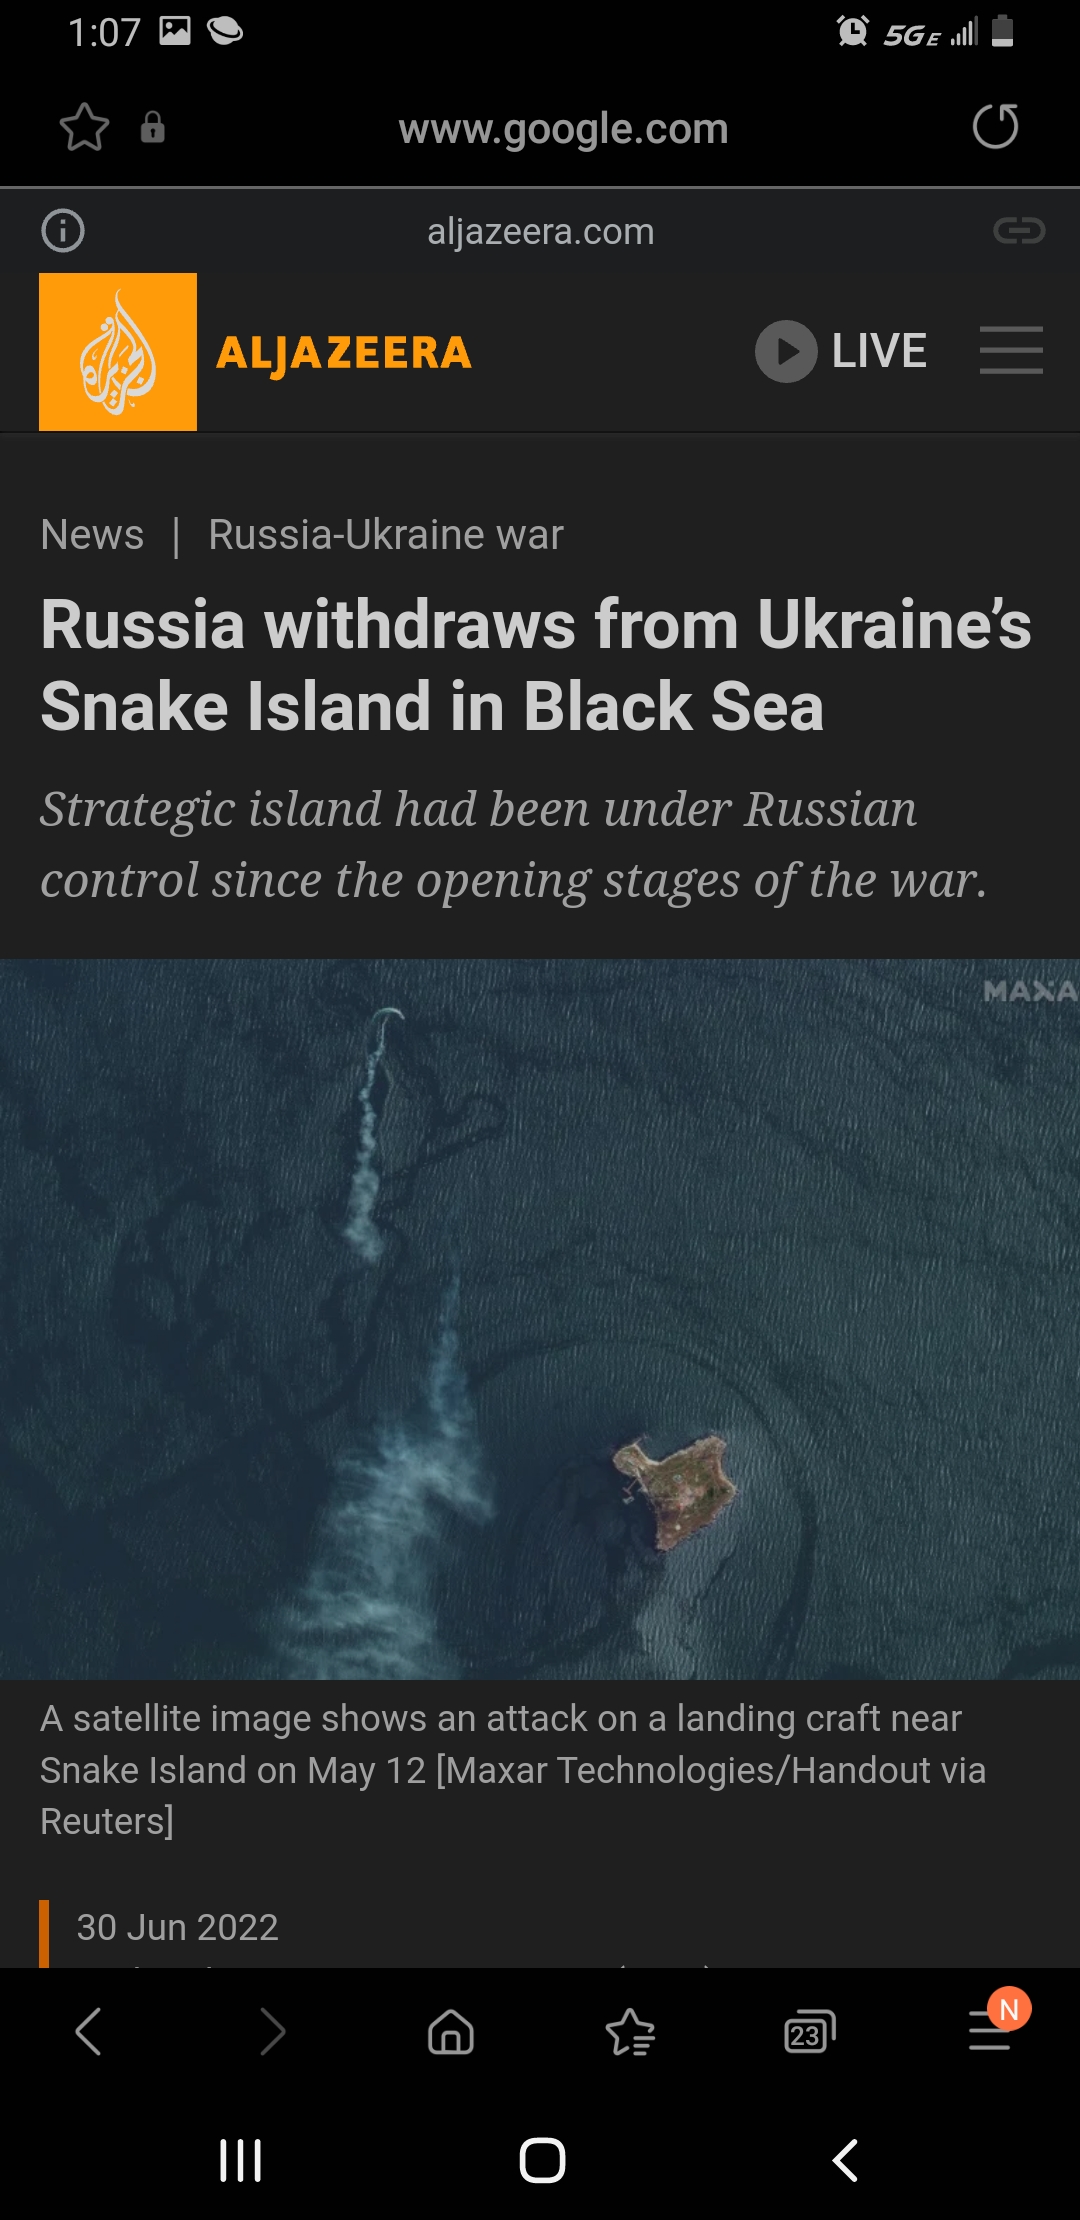 1:07 5GE
www.google.com
aljazeera.com
ALJAZEERA LIVE
News | Russia-Ukraine war
Russia withdraws from Ukraine’s
Snake Island in Black Sea
Strategic island had been under Russian
control since the opening stages of the war.
MAXA
A satellite image shows an attack on a landing craft near
Snake Island on May 12 [Maxar Technologies/Handout via
Reuters]
30 Jun 2022
23 N